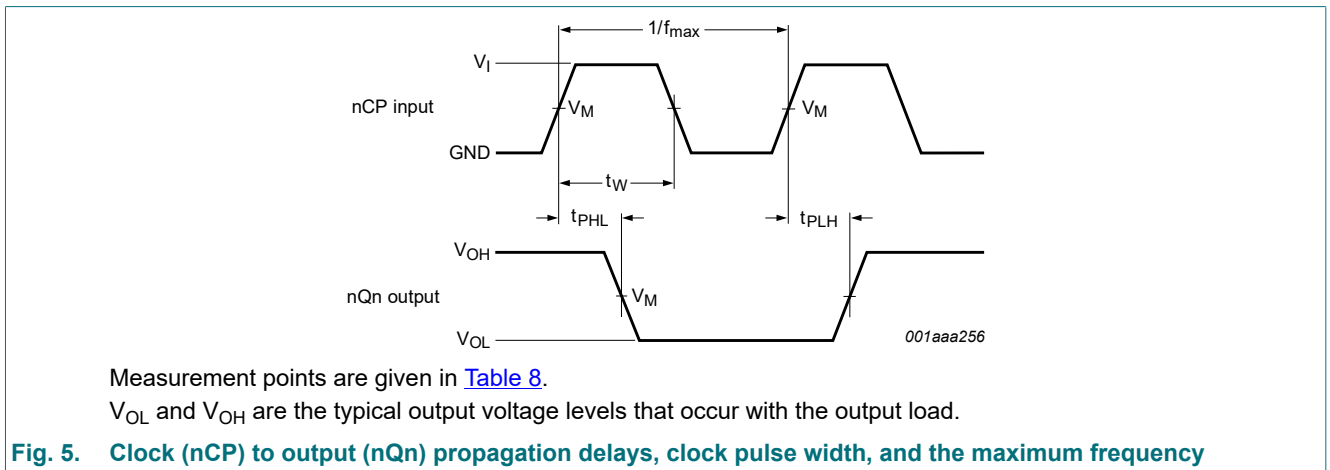 1/fmax
VI
nCP input
VM
VM
GND
tW
tPHL
tPLH
VOH
nQn output
VM
VOL
001aaa256
Measurement points are given in Table 8.
VOL and VOH are the typical output voltage levels that occur with the output load.
Fig. 5. Clock (nCP) to output (nQn) propagation delays, clock pulse width, and the maximum frequency